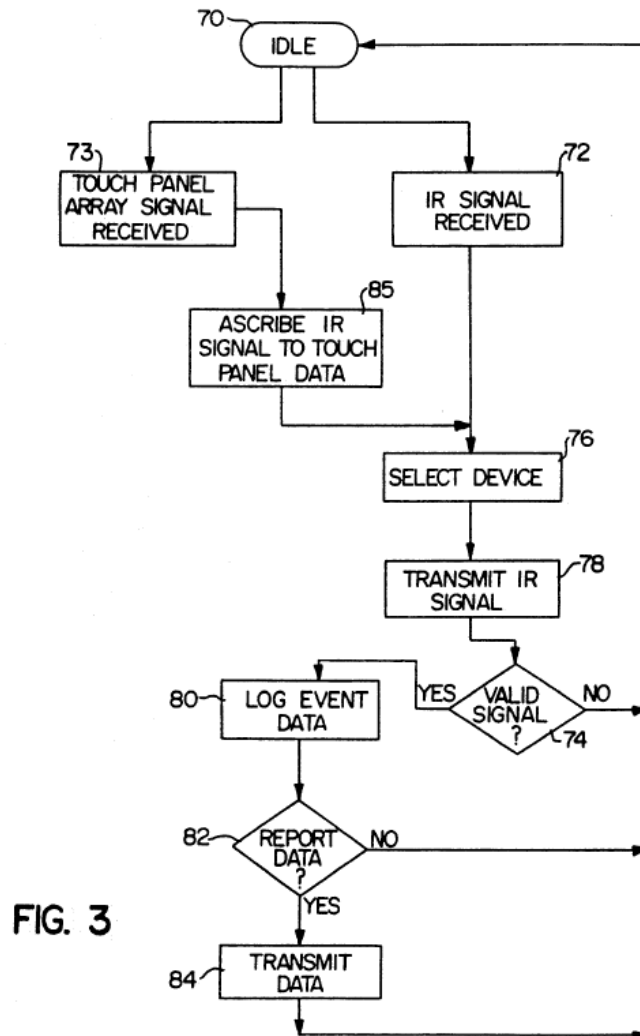 70
IDLE
73
TOUCH PANEL
ARRAY SIGNAL
RECEIVED
72
IR SIGNAL
RECEIVED
85
ASCRIBE IR
SIGNAL TO TOUCH
PANEL DATA
76
SELECT DEVICE
78
TRANSMIT IR
SIGNAL
80
LOG EVENT
DATA
YES
VALID
SIGNAL
?
NO
74
82
REPORT
DATA
?
NO
YES
FIG. 3
84
TRANSMIT
DATA